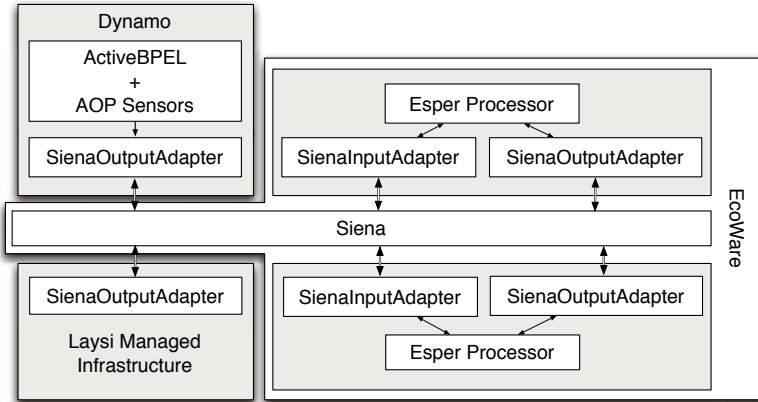 Dynamo
ActiveBPEL
+
AOP Sensors
SienaOutputAdapter
Esper Processor
SienaInputAdapter
SienaOutputAdapter
Siena
EcoWare
SienaOutputAdapter
Laysi Managed
Infrastructure
SienaInputAdapter
SienaOutputAdapter
Esper Processor